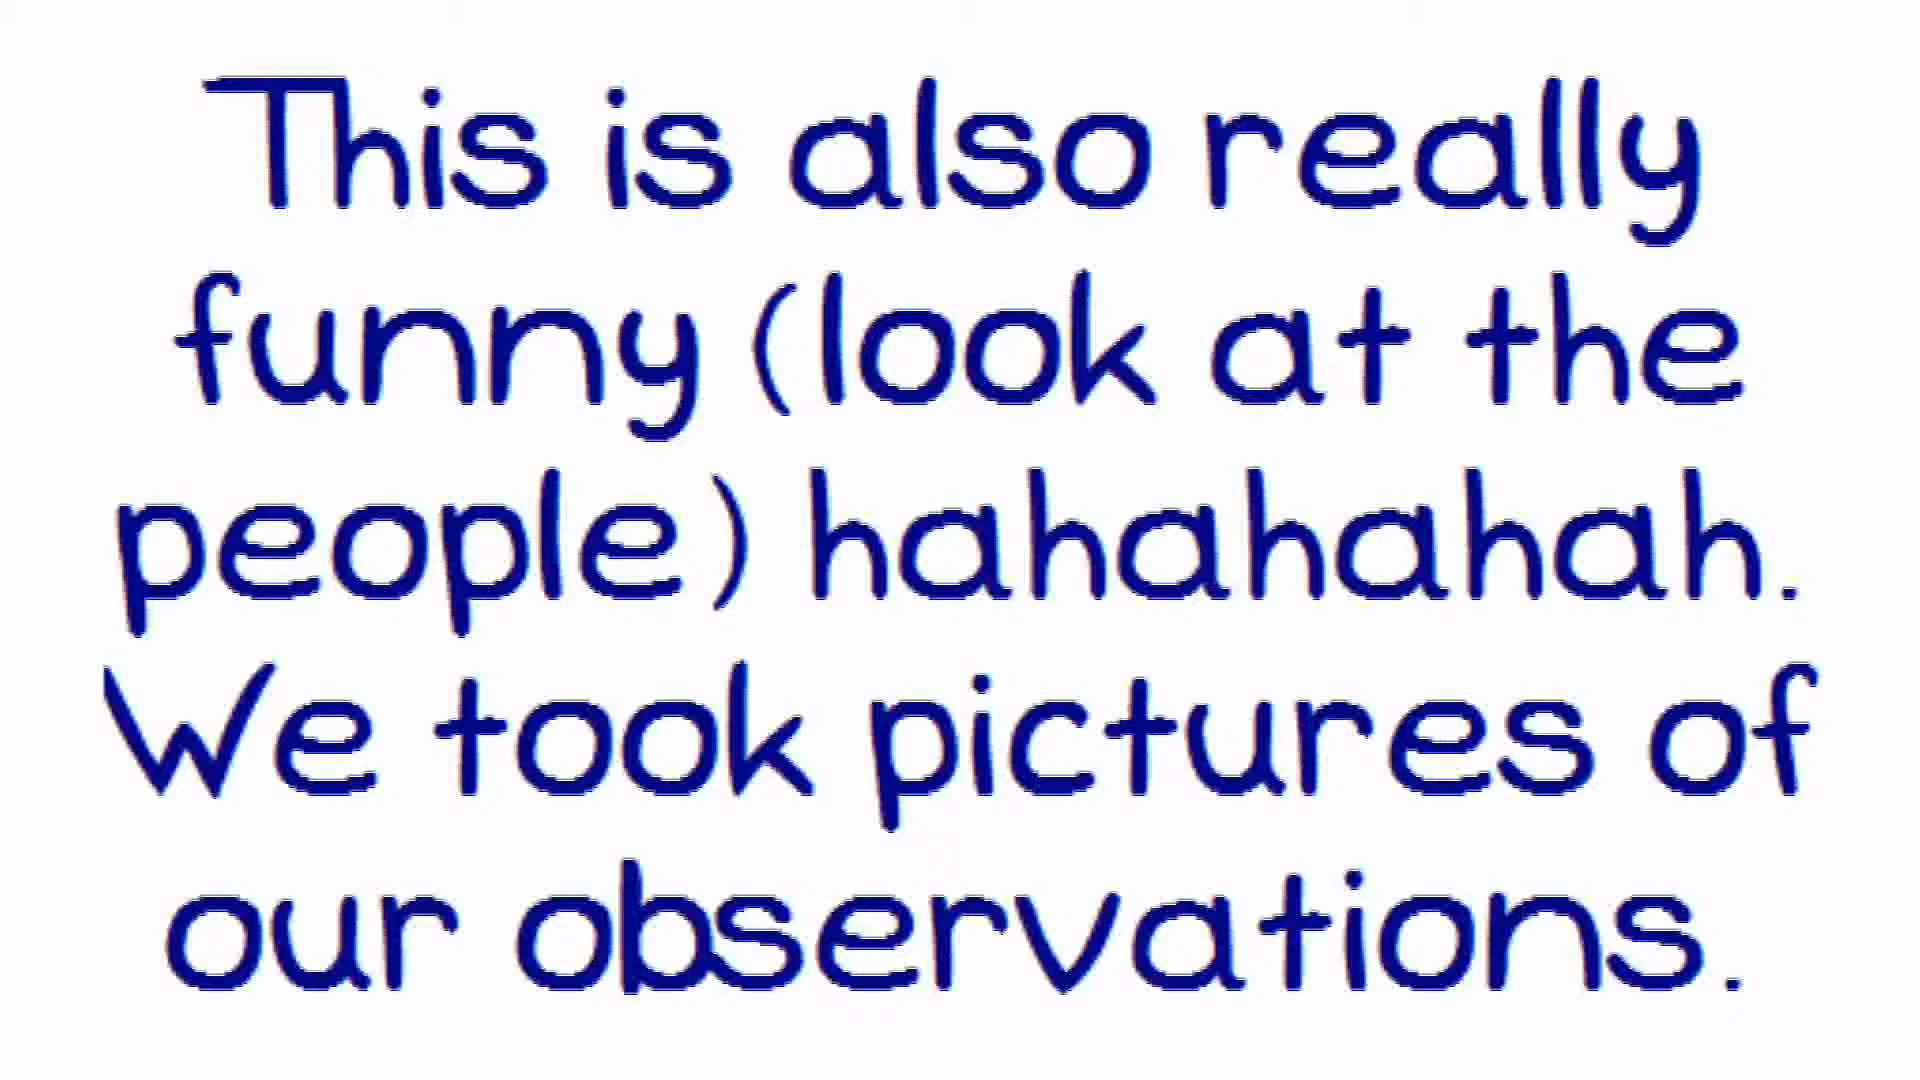 This is also really
funny (look at the
people) hahahahah.
We took pictures of
our observations.